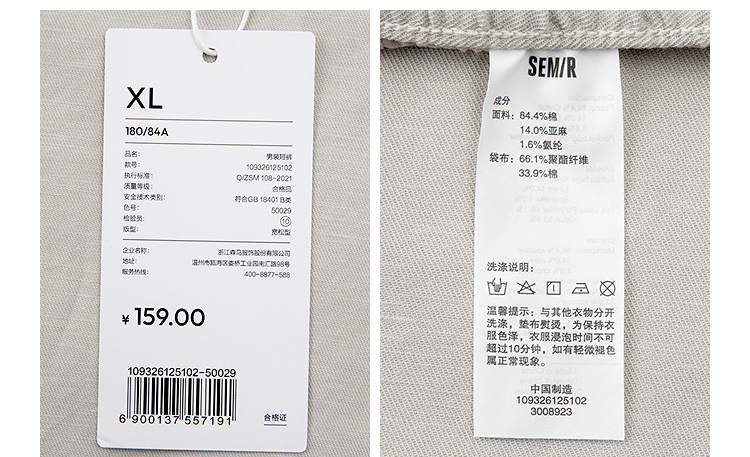 XL
180/84A
品名: 男装短裤
款号: 109326125102
执行标准: Q/ZSM 108-2021
质量等级: 合格品
安全技术类别: 符合GB 18401 B类
色号: 50029
检验员: 10
版型: 宽松型
企业名称: 浙江森马服饰股份有限公司
地址: 温州市瓯海区娄桥工业园南汇路98号
服务热线: 400-8877-588
¥ 159.00
109326125102-50029
6 900137 557191
合格证
SEM/R
成分
面料: 84.4%棉
14.0%亚麻
1.6%氨纶
袋布: 66.1%聚酯纤维
33.9%棉
洗涤说明:
温馨提示: 与其他衣物分开
洗涤, 垫布熨烫, 为保持衣
服色泽, 衣服浸泡时间不可
超过10分钟, 如有轻微褪色
属正常现象。
中国制造
109326125102
3008923